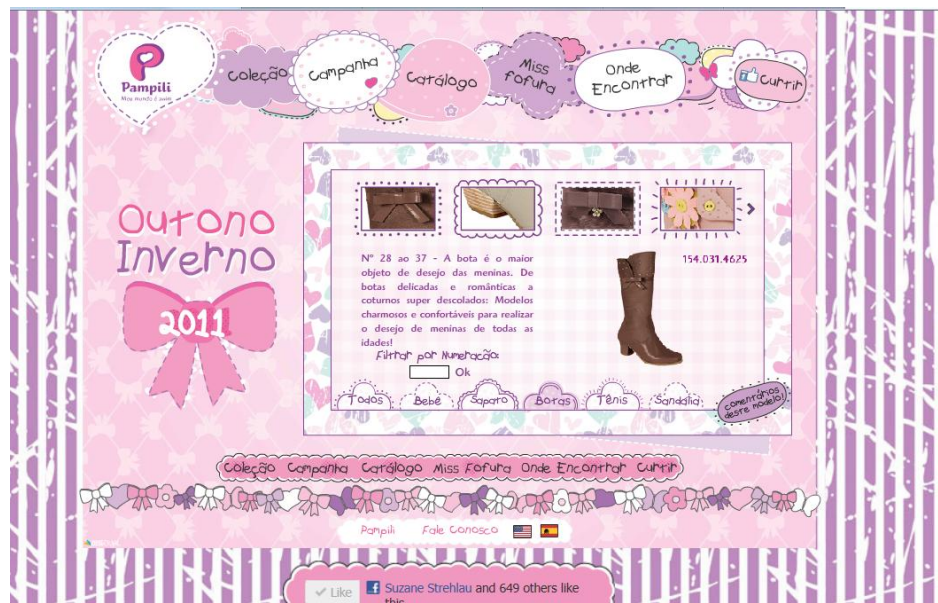 Pampili
Meu mundo é assim
Coleção
Campanha
Catálogo
Miss
fofura
Onde
Encontrar
Curtir
Outono
Inverno
2011
N° 28 ao 37 - A bota é o maior
objeto de desejo das meninas. De
botas delicadas e românticas a
coturnos super descolados: Modelos
charmosos e confortáveis para realizar
o desejo de meninas de todas as
idades!
154.031.4625
Filtrar por Numeração:
Ok
Todos
Bebê
Sapato
Botas
Tênis
Sandália
comentários
deste modelo!
Coleção Campanha Catálogo Miss Fofura Onde Encontrar Curtir
Pampili Fale Conosco
Like
Suzane Strehlau and 649 others like
this